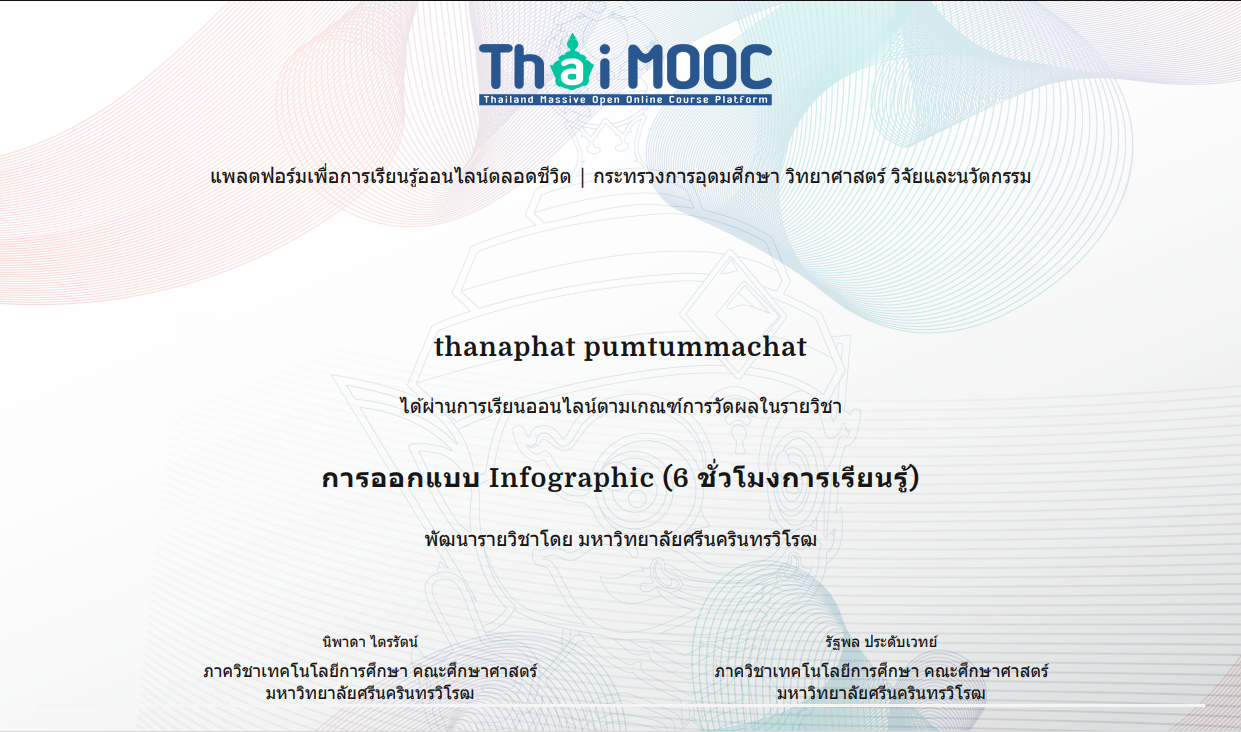 Thai MOOC
Thailand Massive Open Online Course Platform
แพลตฟอร์มเพื่อการเรียนรู้ออนไลน์ตลอดชีวิต | กระทรวงการอุดมศึกษา วิทยาศาสตร์ วิจัยและนวัตกรรม
thanaphat pumtummachat
ได้ผ่านการเรียนออนไลน์ตามเกณฑ์การวัดผลในรายวิชา
การออกแบบ Infographic (6 ชั่วโมงการเรียนรู้)
พัฒนารายวิชาโดย มหาวิทยาลัยศรีนครินทรวิโรฒ
นิพาดา ไตรรัตน์
ภาควิชาเทคโนโลยีการศึกษา คณะศึกษาศาสตร์
มหาวิทยาลัยศรีนครินทรวิโรฒ
รัฐพล ประดับเวทย์
ภาควิชาเทคโนโลยีการศึกษา คณะศึกษาศาสตร์
มหาวิทยาลัยศรีนครินทรวิโรฒ